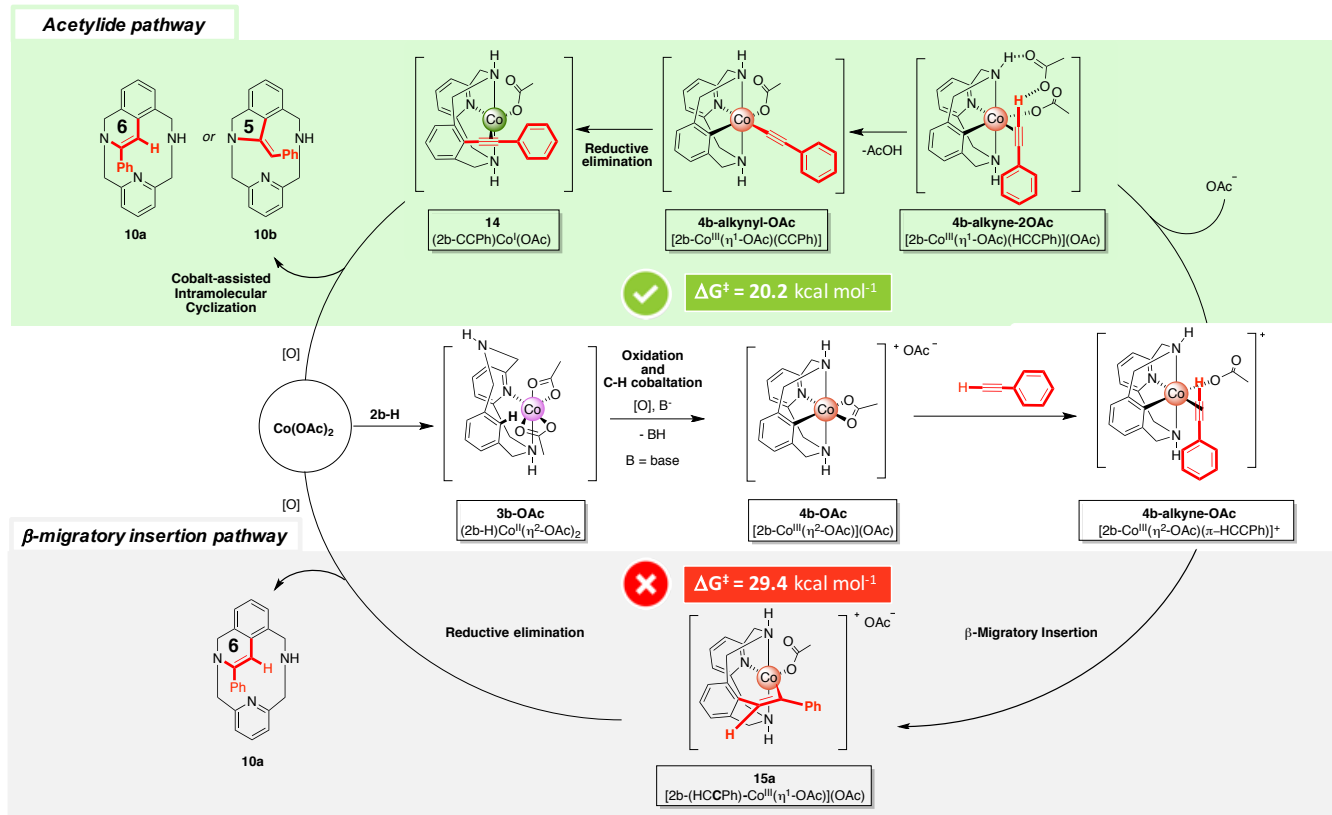 Acetylide pathway
6
N
NH
H
Ph
N
10a
or
5
N
NH
Ph
N
10b
H
N
N
O
O
Co
N
H
14
(2b-CCPh)Co^I(OAc)
Reductive
elimination
H
N
N
O
O
Co
N
H
4b-alkynyl-OAc
[2b-Co^III(η¹-OAc)(CCPh)]
-AcOH
H
N
O
O
H
O
N
O
Co
N
H
4b-alkyne-2OAc
[2b-Co^III(η¹-OAc)(HCCPh)](OAc)
OAc⁻
Cobalt-assisted
Intramolecular
Cyclization
ΔG‡ = 20.2 kcal mol⁻¹
[O]
Co(OAc)₂
[O]
2b-H
H
N
N
O
O
Co
H
O
O
N
H
3b-OAc
(2b-H)Co^II(η²-OAc)₂
Oxidation
and
C-H cobaltation
[O], B⁻
- BH
B = base
H
N
N
O
O
Co
N
H
+ OAc⁻
4b-OAc
[2b-Co^III(η²-OAc)](OAc)
H
H
N
N
O
O
H
Co
N
H
+
4b-alkyne-OAc
[2b-Co^III(η²-OAc)(π–HCCPh)]⁺
β-migratory insertion pathway
ΔG‡ = 29.4 kcal mol⁻¹
6
N
NH
H
Ph
N
10a
Reductive elimination
H
N
N
O
O
Co
Ph
H
N
H
+ OAc⁻
15a
[2b-(HCCPh)-Co^III(η¹-OAc)](OAc)
β-Migratory Insertion